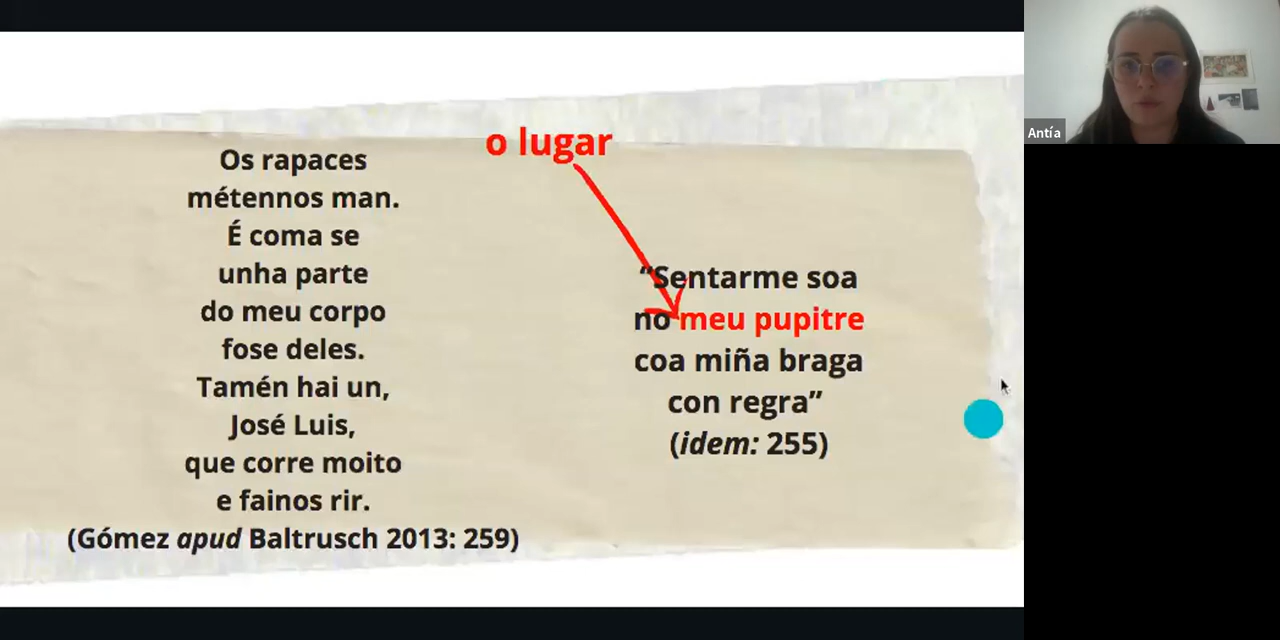 Os rapaces
métennos man.
É coma se
unha parte
do meu corpo
fose deles.
Tamén hai un,
José Luis,
que corre moito
e fainos rir.
(Gómez apud Baltrusch 2013: 259)
o lugar
“Sentarme soa
no meu pupitre
coa miña braga
con regra”
(idem: 255)
Antía